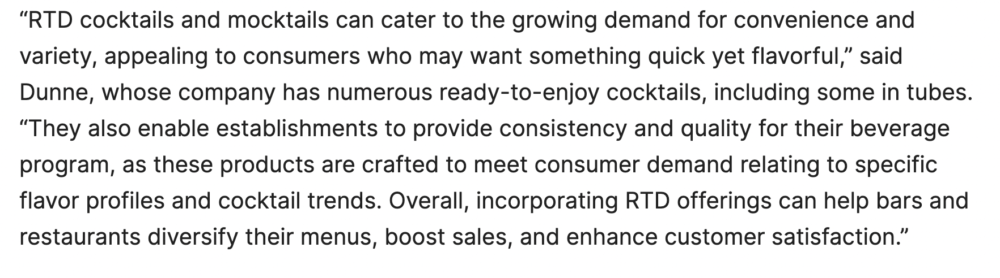 “RTD cocktails and mocktails can cater to the growing demand for convenience and
variety, appealing to consumers who may want something quick yet flavorful,” said
Dunne, whose company has numerous ready-to-enjoy cocktails, including some in tubes.
“They also enable establishments to provide consistency and quality for their beverage
program, as these products are crafted to meet consumer demand relating to specific
flavor profiles and cocktail trends. Overall, incorporating RTD offerings can help bars and
restaurants diversify their menus, boost sales, and enhance customer satisfaction.”